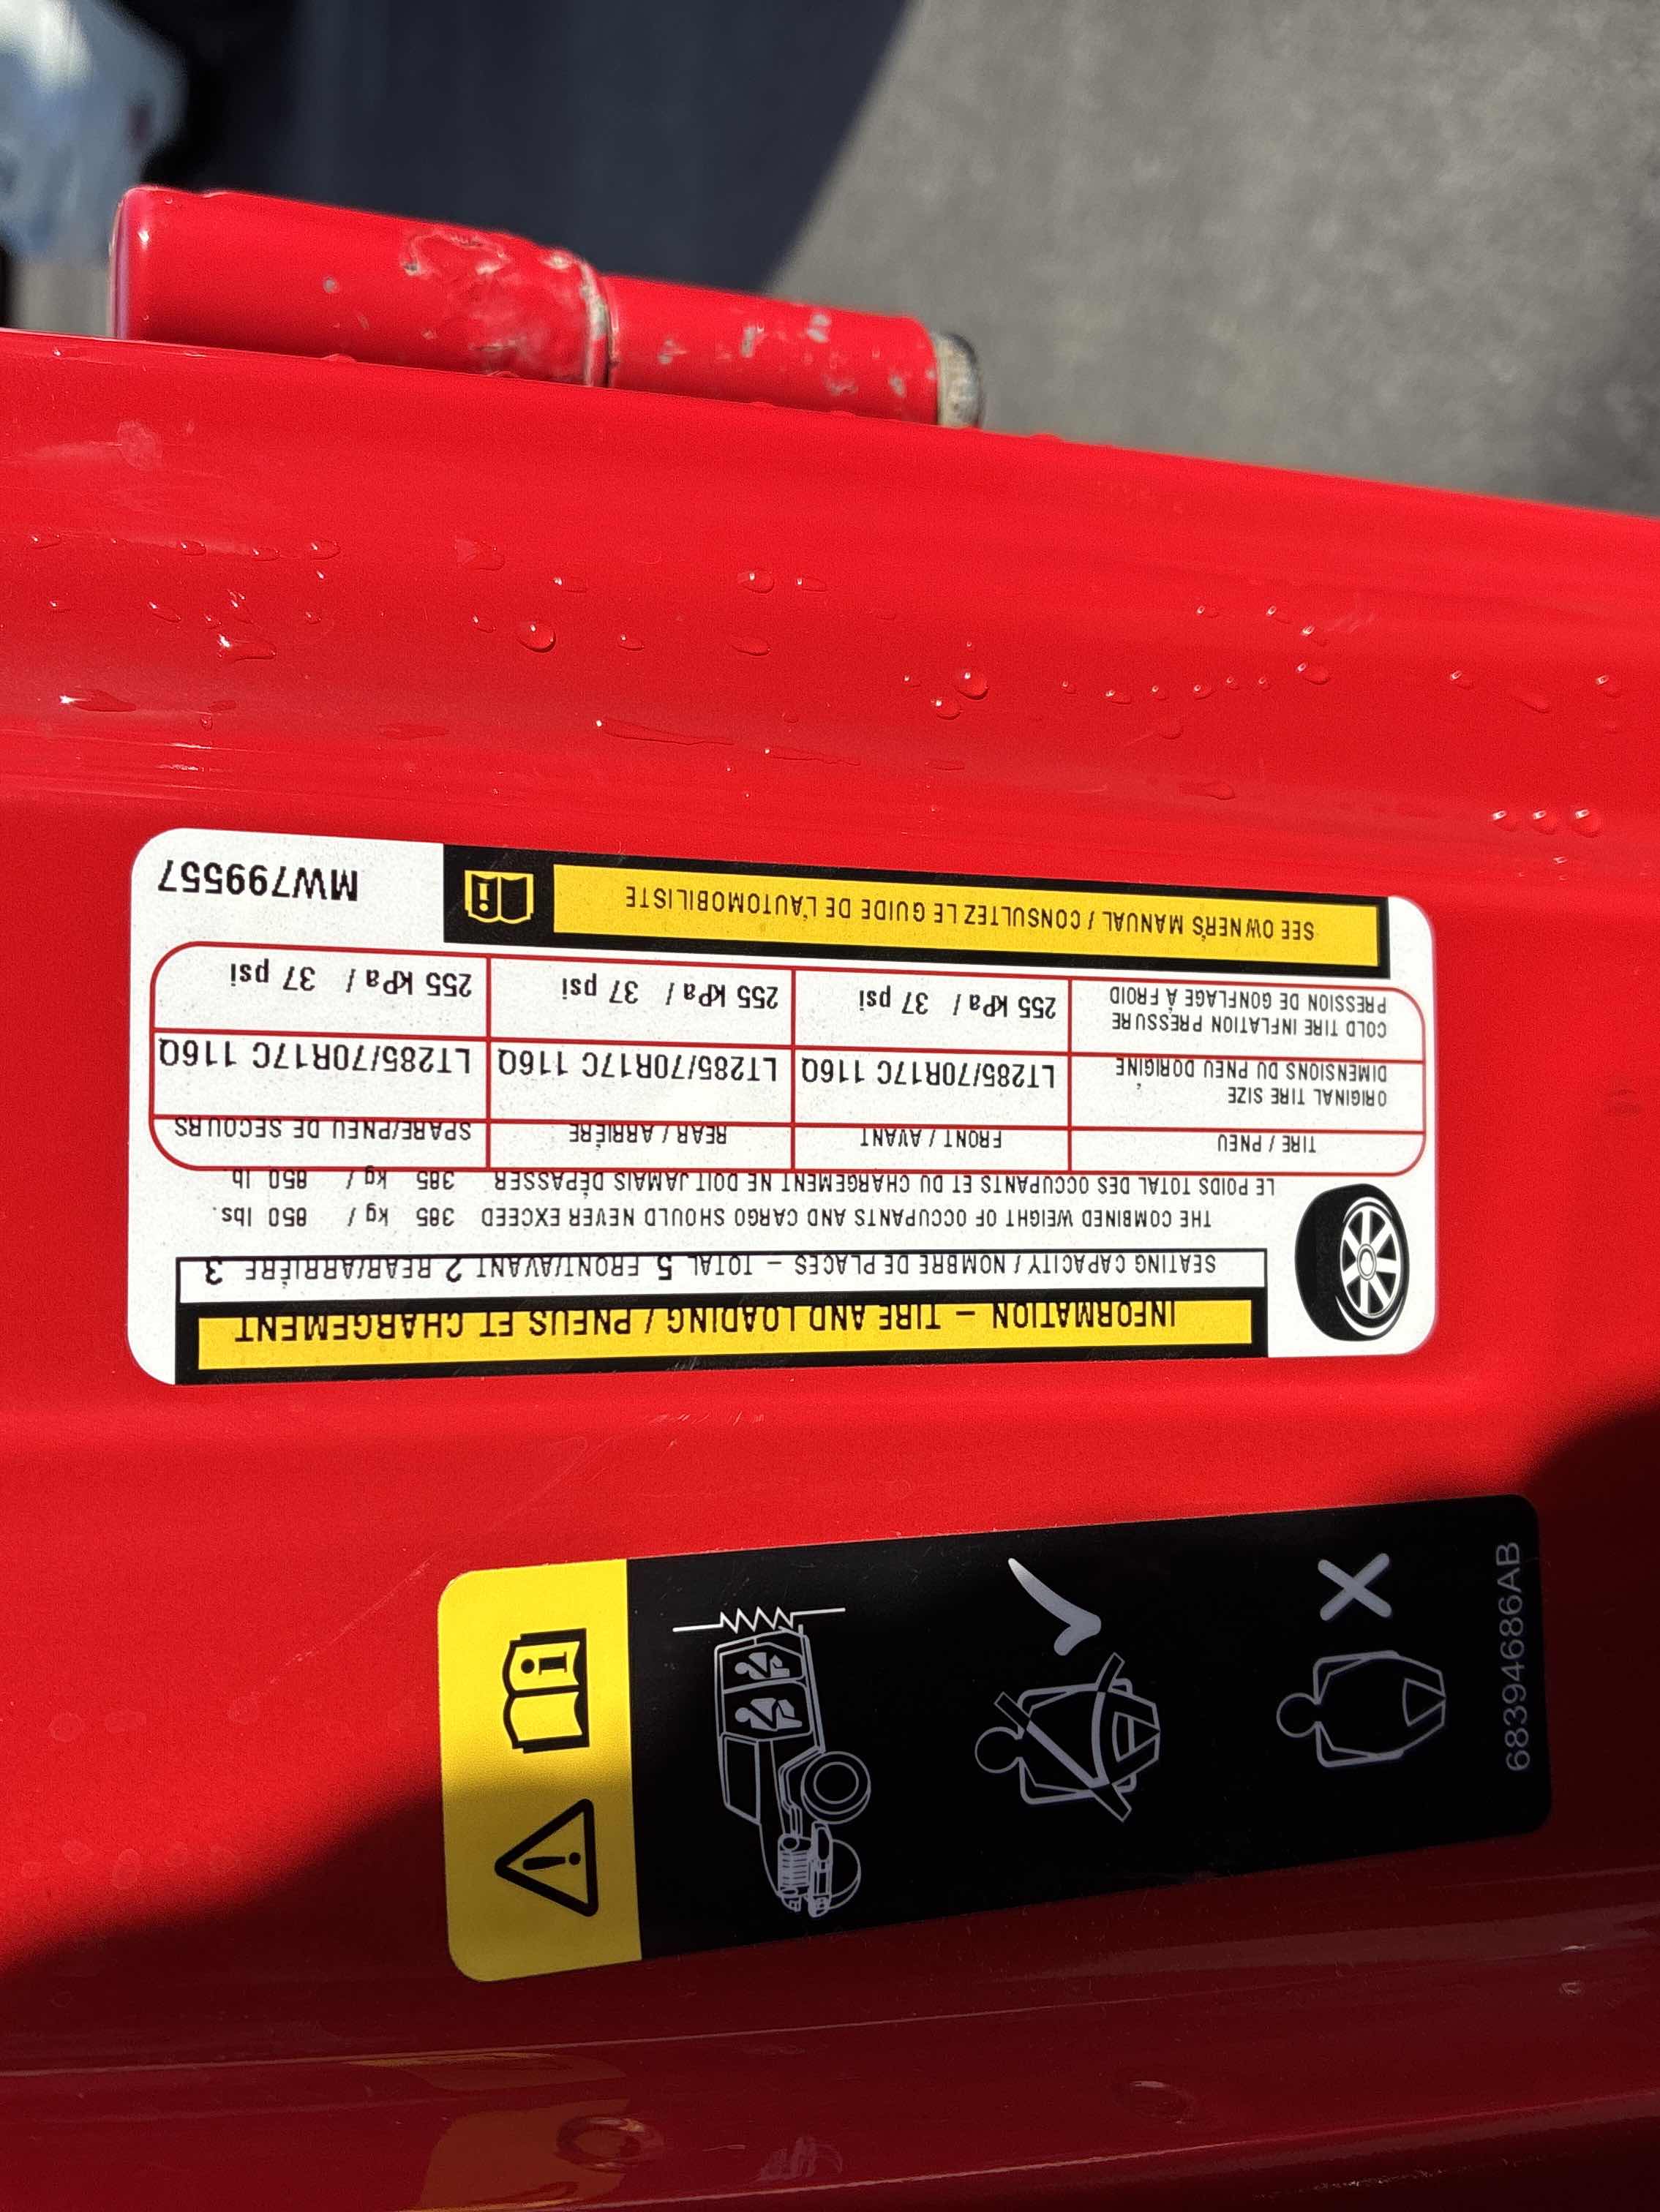 INFORMATION – TIRE AND LOADING / PNEUS ET CHARGEMENT
SEATING CAPACITY / NOMBRE DE PLACES – TOTAL 5 FRONT/AVANT 2 REAR/ARRIÈRE 3
THE COMBINED WEIGHT OF OCCUPANTS AND CARGO SHOULD NEVER EXCEED 385 kg / 850 lbs.
LE POIDS TOTAL DES OCCUPANTS ET DU CHARGEMENT NE DOIT JAMAIS DÉPASSER 385 kg / 850 lb.
TIRE / PNEU FRONT / AVANT REAR / ARRIÈRE SPARE/PNEU DE SECOURS
ORIGINAL TIRE SIZE
DIMENSIONS DU PNEU D'ORIGINE LT285/70R17C 116Q LT285/70R17C 116Q LT285/70R17C 116Q
COLD TIRE INFLATION PRESSURE
PRESSION DE GONFLAGE À FROID 255 kPa / 37 psi 255 kPa / 37 psi 255 kPa / 37 psi
SEE OWNER'S MANUAL / CONSULTEZ LE GUIDE DE L'AUTOMOBILISTE
MW799557
68394686AB